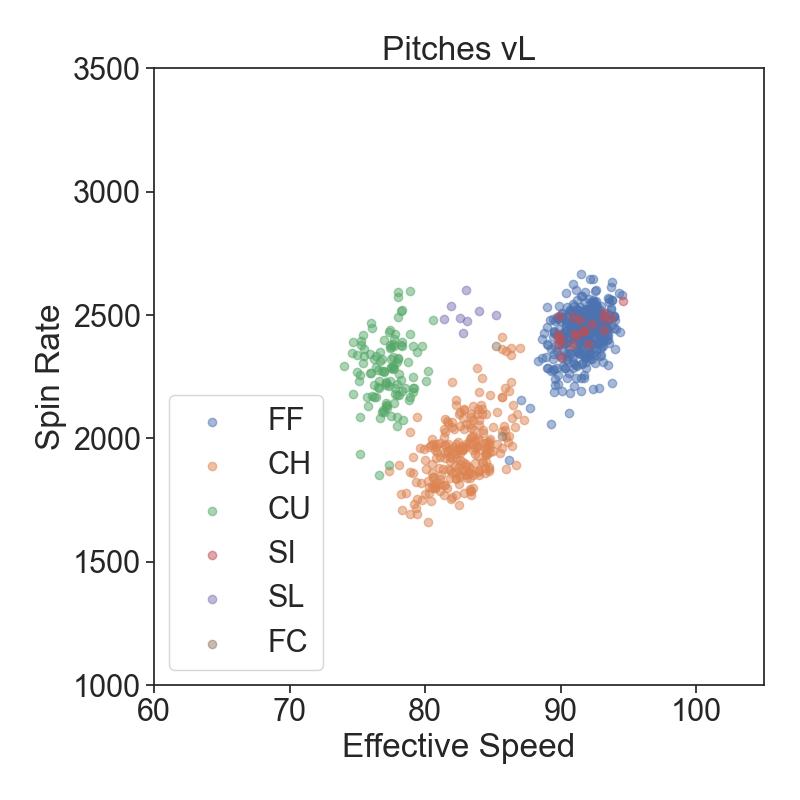 Pitches vL
3500
3000
2500
2000
1500
1000
Spin Rate
FF
CH
CU
SI
SL
FC
60 70 80 90 100
Effective Speed